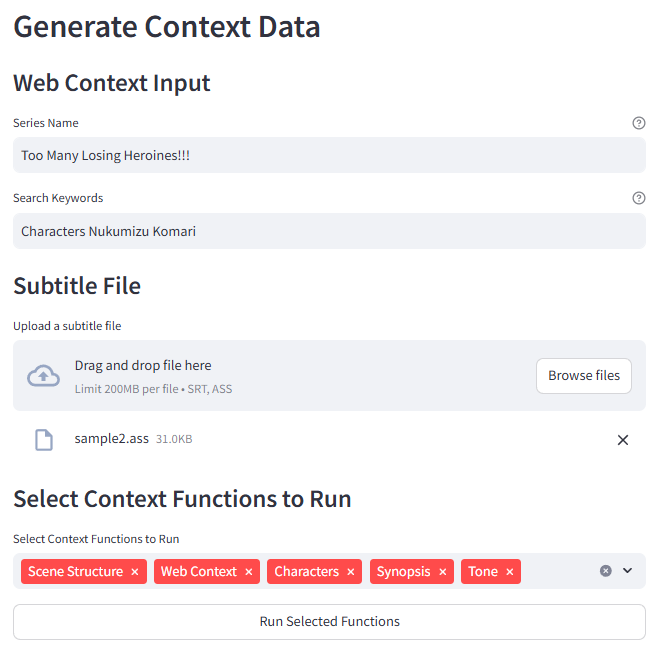 Generate Context Data
Web Context Input
Series Name
Too Many Losing Heroines!!!
Search Keywords
Characters Nukumizu Komari
Subtitle File
Upload a subtitle file
Drag and drop file here
Limit 200MB per file • SRT, ASS
Browse files
sample2.ass 31.0KB
Select Context Functions to Run
Select Context Functions to Run
Scene Structure × Web Context × Characters × Synopsis × Tone ×
Run Selected Functions